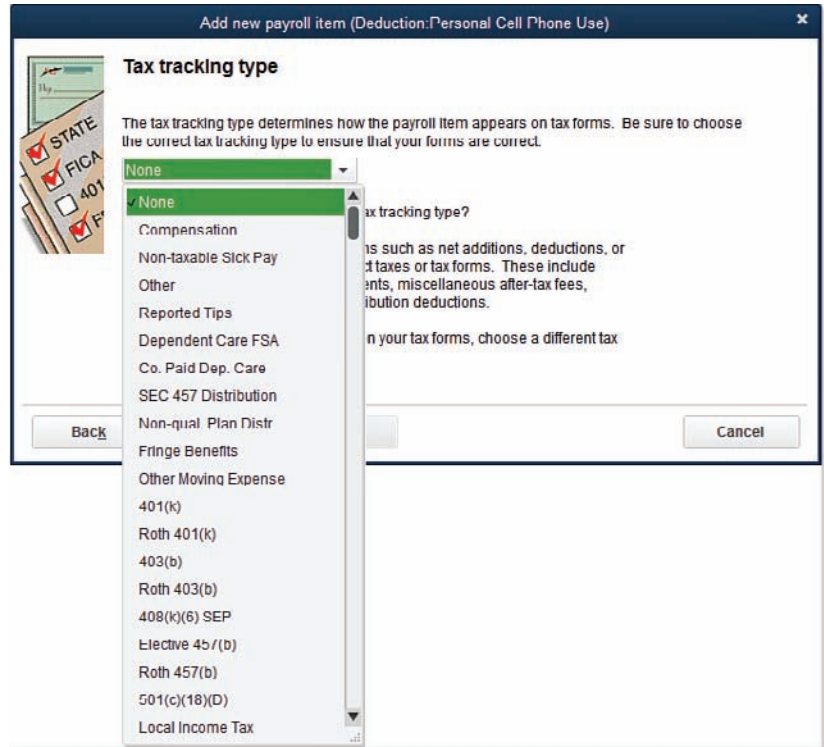 Add new payroll item (Deduction:Personal Cell Phone Use)
Tax tracking type
The tax tracking type determines how the payroll item appears on tax forms. Be sure to choose
the correct tax tracking type to ensure that your forms are correct.
None
None
Compensation
Non-taxable Sick Pay
Other
Reported Tips
Dependent Care FSA
Co. Paid Dep. Care
SEC 457 Distribution
Non-qual. Plan Distr
Fringe Benefits
Other Moving Expense
401(k)
Roth 401(k)
403(b)
Roth 403(b)
408(k)(6) SEP
Elective 457(b)
Roth 457(b)
501(c)(18)(D)
Local Income Tax
ax tracking type?
ns such as net additions, deductions, or
ct taxes or tax forms. These include
ents, miscellaneous after-tax fees,
ibution deductions.
n your tax forms, choose a different tax
Back
Cancel
STATE
FICA
401